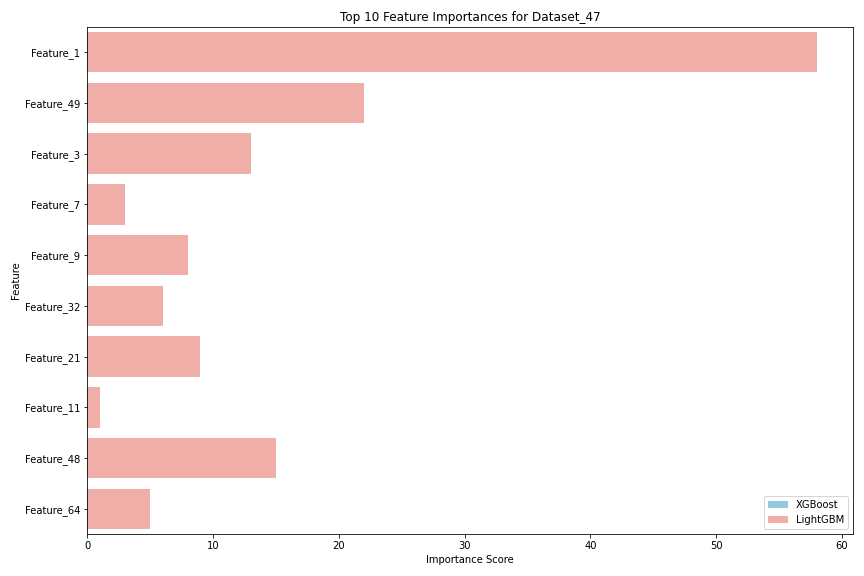 Top 10 Feature Importances for Dataset_47
Feature_1
Feature_49
Feature_3
Feature_7
Feature_9
Feature_32
Feature_21
Feature_11
Feature_48
Feature_64
Feature
0 10 20 30 40 50 60
Importance Score
XGBoost
LightGBM